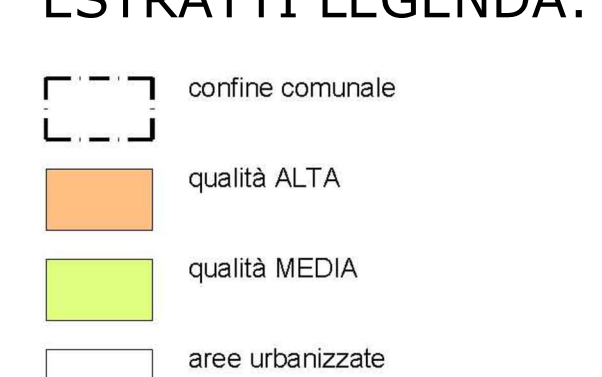 ESTRATTI LEGENDA:
confine comunale
qualità ALTA
qualità MEDIA
aree urbanizzate